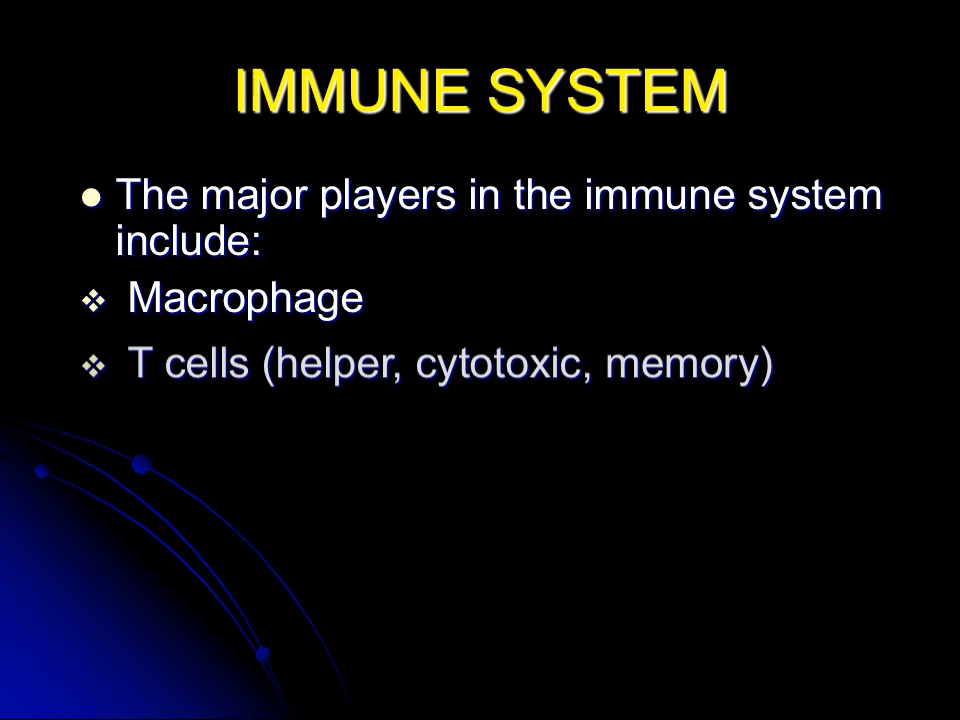 IMMUNE SYSTEM
The major players in the immune system
include:
Macrophage
T cells (helper, cytotoxic, memory)